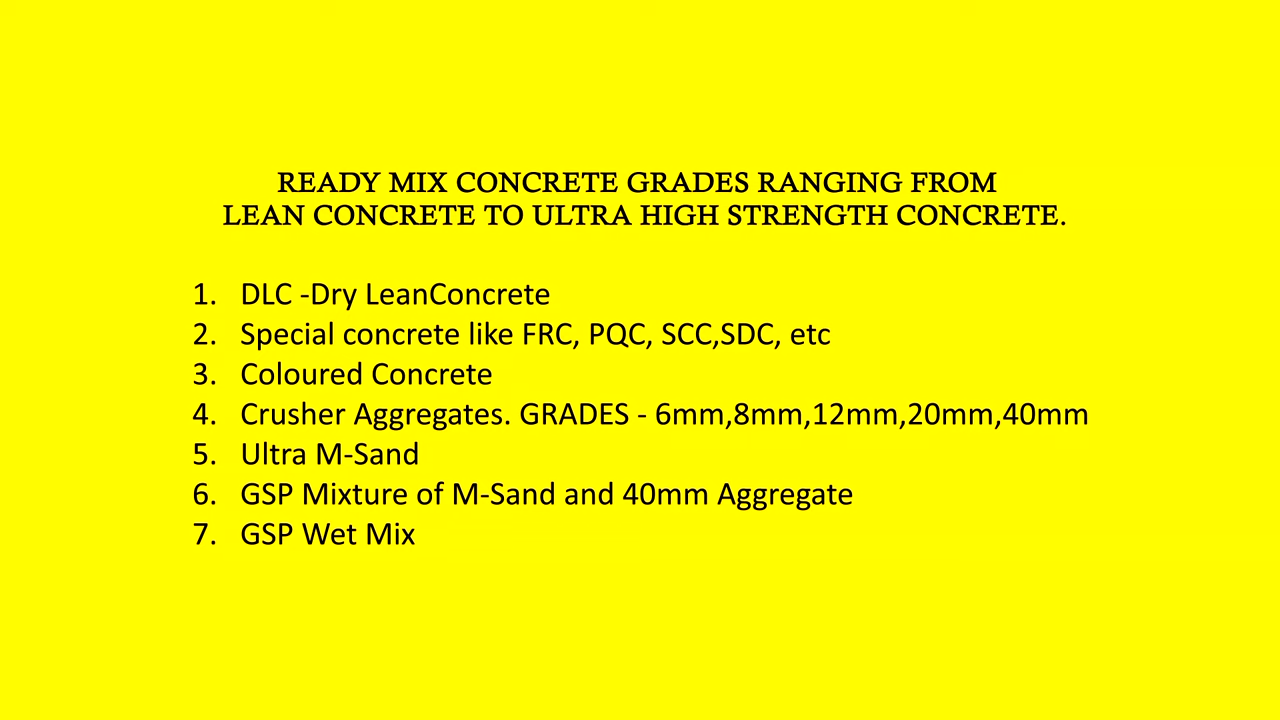 READY MIX CONCRETE GRADES RANGING FROM
LEAN CONCRETE TO ULTRA HIGH STRENGTH CONCRETE.
1. DLC -Dry LeanConcrete
2. Special concrete like FRC, PQC, SCC,SDC, etc
3. Coloured Concrete
4. Crusher Aggregates. GRADES - 6mm,8mm,12mm,20mm,40mm
5. Ultra M-Sand
6. GSP Mixture of M-Sand and 40mm Aggregate
7. GSP Wet Mix